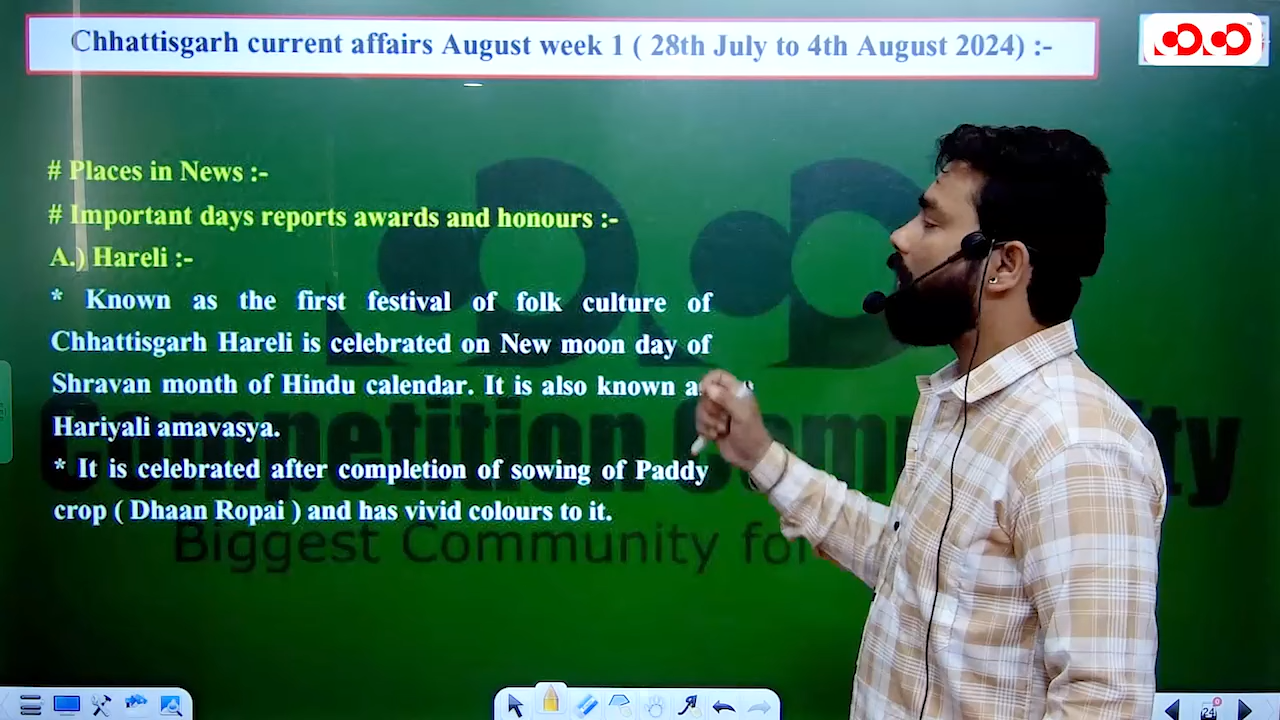 Chhattisgarh current affairs August week 1 ( 28th July to 4th August 2024) :-
# Places in News :-
# Important days reports awards and honours :-
A.) Hareli :-
* Known as the first festival of folk culture of
Chhattisgarh Hareli is celebrated on New moon day of
Shravan month of Hindu calendar. It is also known
Hariyali amavasya.
* It is celebrated after completion of sowing of Paddy
crop ( Dhaan Ropai ) and has vivid colours to it.
Competition Community
Biggest Community for
24